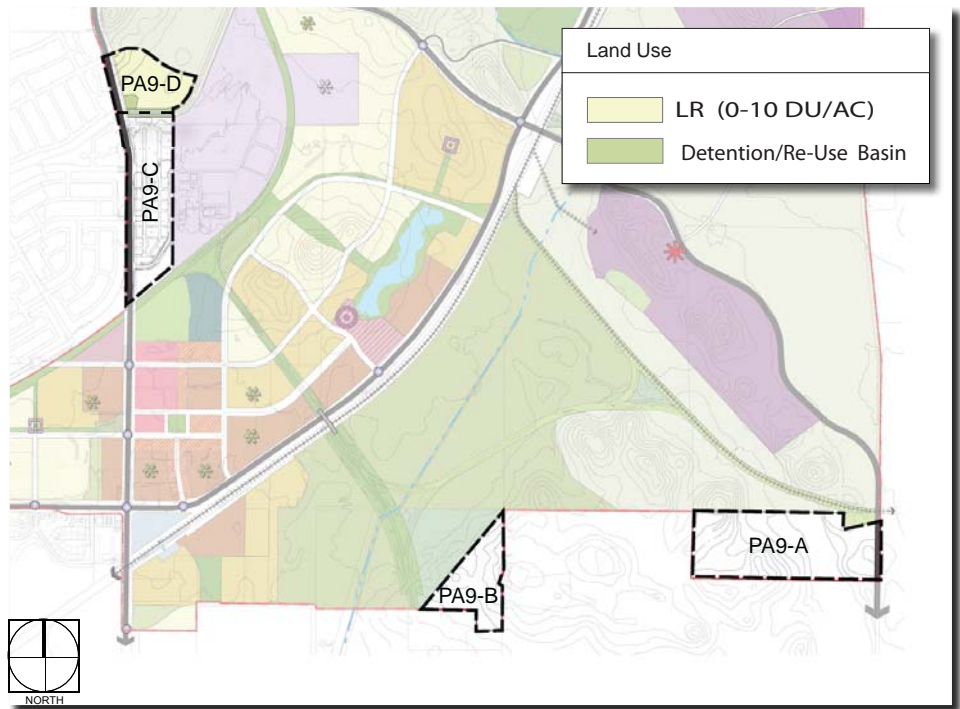 Land Use
LR (0-10 DU/AC)
Detention/Re-Use Basin
PA9-D
PA9-C
PA9-A
PA9-B
NORTH